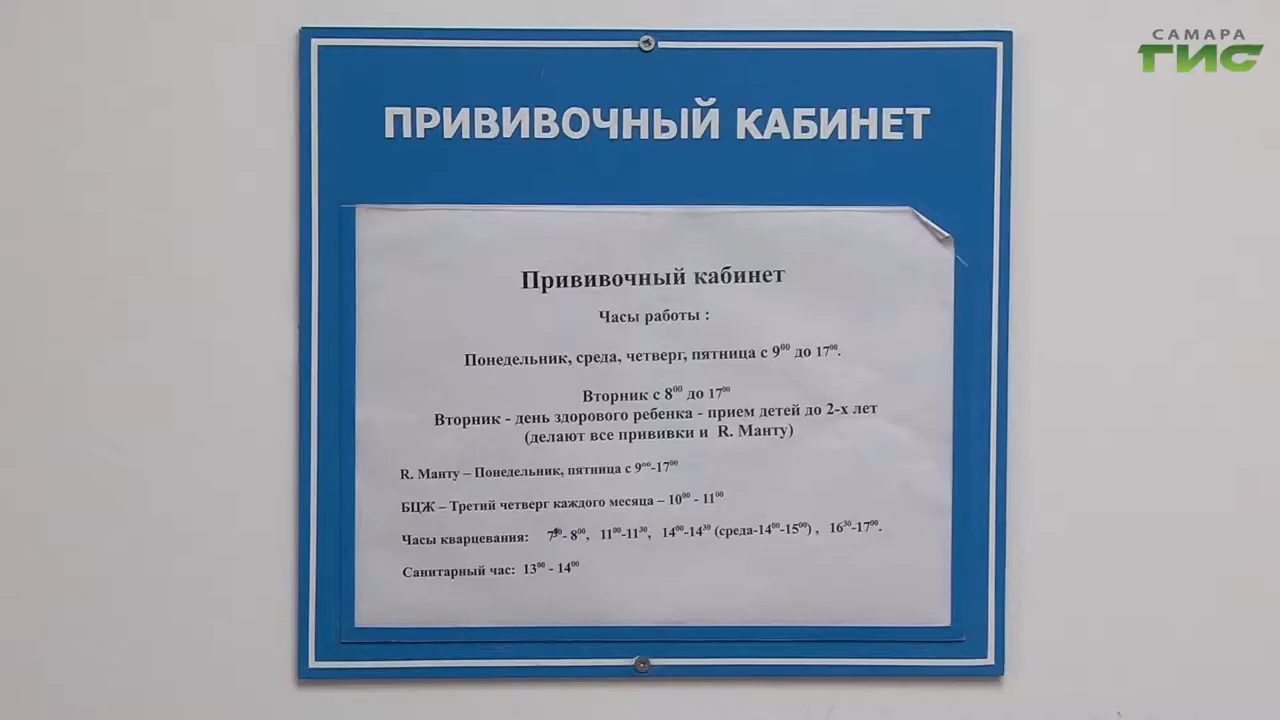 САМАРА
ГИС
ПРИВИВОЧНЫЙ КАБИНЕТ
Прививочный кабинет
Часы работы :
Понедельник, среда, четверг, пятница с 9⁰⁰ до 17⁰⁰.
Вторник с 8⁰⁰ до 17⁰⁰
Вторник - день здорового ребенка - прием детей до 2-х лет
(делают все прививки и R. Манту)
R. Манту – Понедельник, пятница с 9⁰⁰-17⁰⁰
БЦЖ – Третий четверг каждого месяца – 10⁰⁰ - 11⁰⁰
Часы кварцевания: 7³⁰- 8⁰⁰, 11⁰⁰-11³⁰, 14⁰⁰-14³⁰ (среда-14⁰⁰-15⁰⁰) , 16³⁰-17⁰⁰.
Санитарный час: 13⁰⁰ - 14⁰⁰